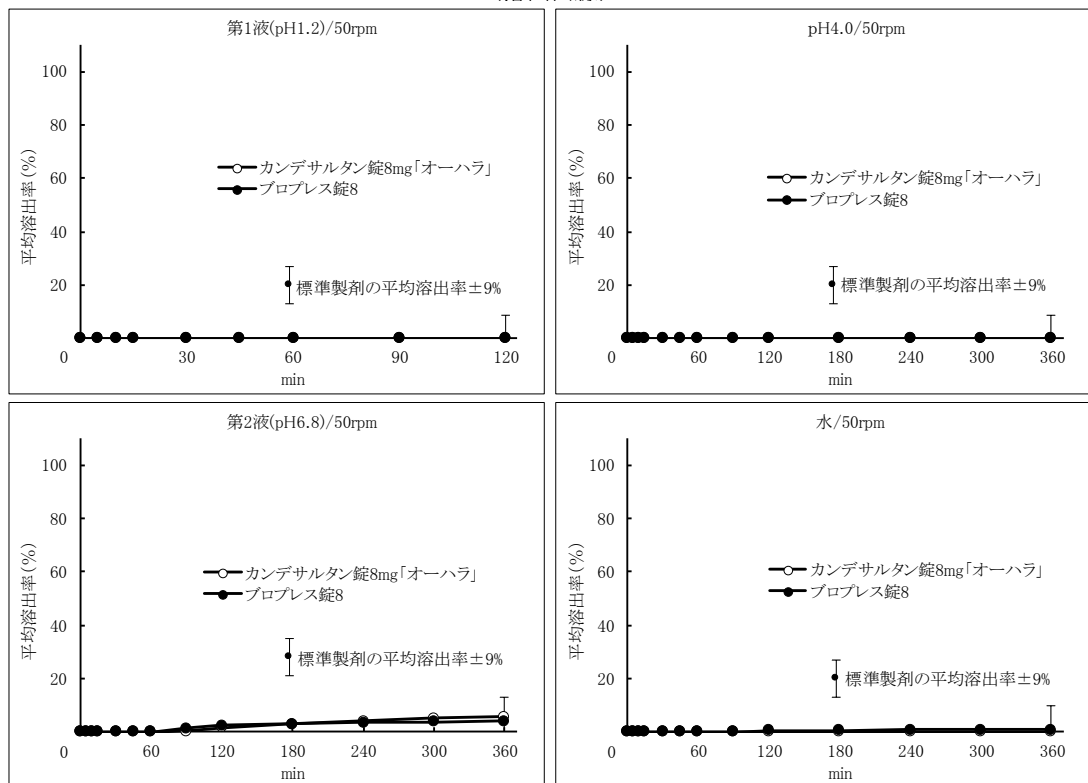 第1液(pH1.2)/50rpm
平均溶出率(%)
100
80
60
40
20
0
カンデサルタン錠8mg「オーハラ」
ブロプレス錠8
標準製剤の平均溶出率±9%
30
60
90
120
min
pH4.0/50rpm
平均溶出率(%)
100
80
60
40
20
0
カンデサルタン錠8mg「オーハラ」
ブロプレス錠8
標準製剤の平均溶出率±9%
60
120
180
240
300
360
min
第2液(pH6.8)/50rpm
平均溶出率(%)
100
80
60
40
20
0
カンデサルタン錠8mg「オーハラ」
ブロプレス錠8
標準製剤の平均溶出率±9%
60
120
180
240
300
360
min
水/50rpm
平均溶出率(%)
100
80
60
40
20
0
カンデサルタン錠8mg「オーハラ」
ブロプレス錠8
標準製剤の平均溶出率±9%
60
120
180
240
300
360
min